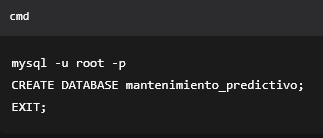 cmd
mysql -u root -p
CREATE DATABASE mantenimiento_predictivo;
EXIT;